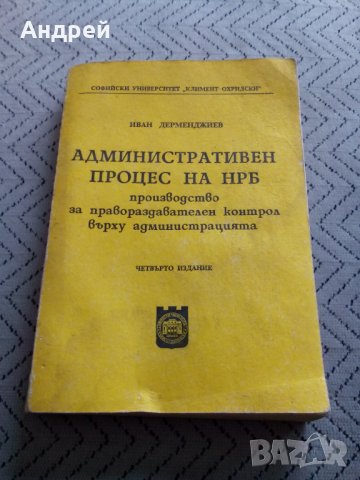 Андрей
СОФИЙСКИ УНИВЕРСИТЕТ „КЛИМЕНТ ОХРИДСКИ"
ИВАН ДЕРМЕНДЖИЕВ
АДМИНИСТРАТИВЕН
ПРОЦЕС НА НРБ
производство
за правораздавателен контрол
върху администрацията
ЧЕТВЪРТО ИЗДАНИЕ
BAZAR